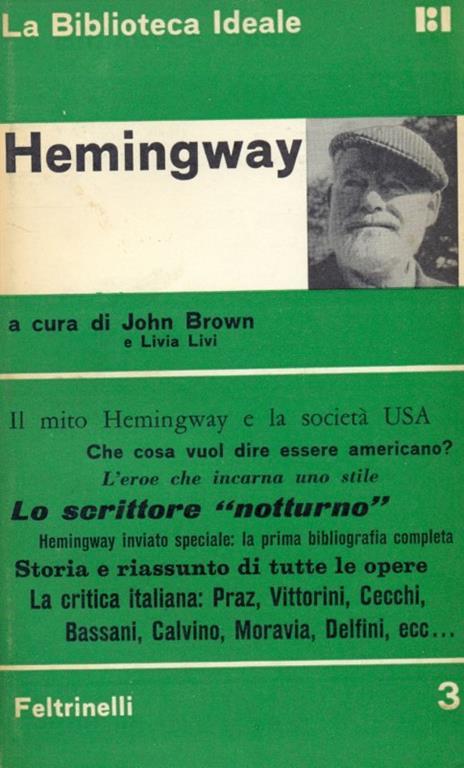 La Biblioteca Ideale
Hemingway
a cura di John Brown
e Livia Livi
Il mito Hemingway e la società USA
Che cosa vuol dire essere americano?
L'eroe che incarna uno stile
Lo scrittore “notturno”
Hemingway inviato speciale: la prima bibliografia completa
Storia e riassunto di tutte le opere
La critica italiana: Praz, Vittorini, Cecchi,
Bassani, Calvino, Moravia, Delfini, ecc...
Feltrinelli 3